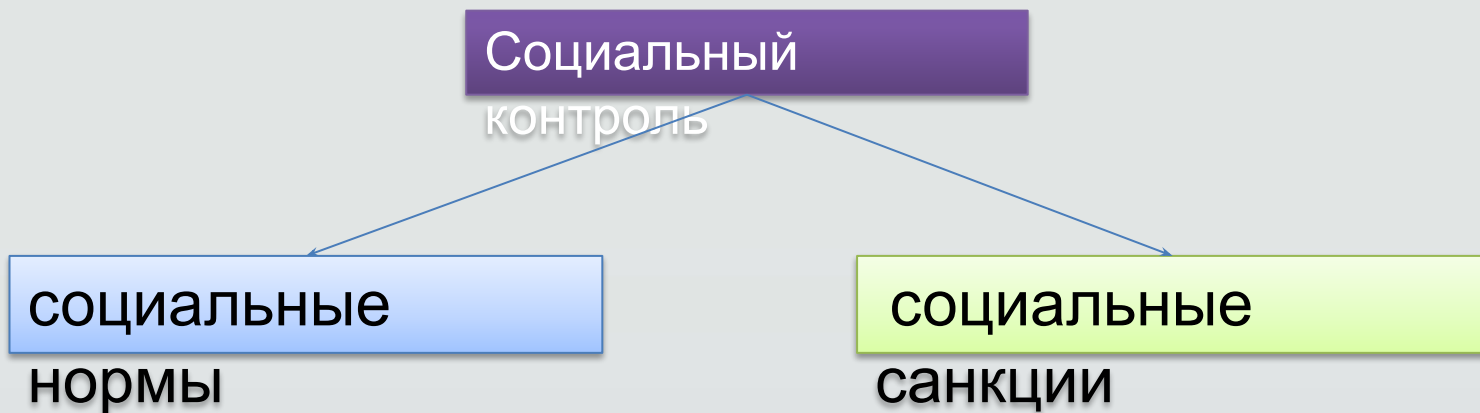 Социальный
контроль
социальные
нормы
социальные
санкции